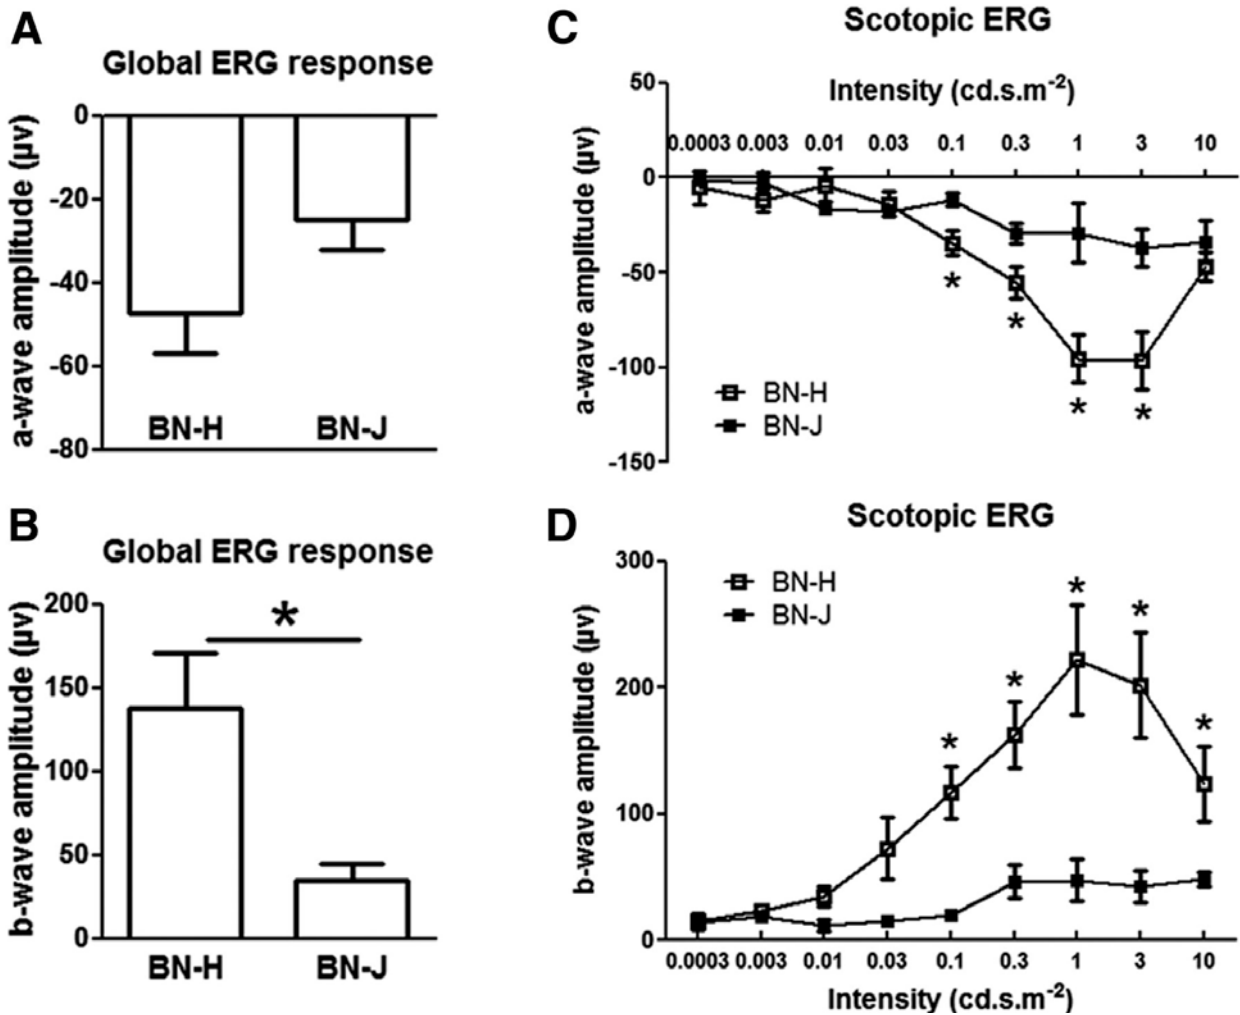 A
Global ERG response
a-wave amplitude (µv)
0
-20
-40
-60
-80
BN-H BN-J
B
Global ERG response
b-wave amplitude (µv)
200
150
100
50
0
*
BN-H BN-J
C
Scotopic ERG
Intensity (cd.s.m-2)
a-wave amplitude (µv)
50
0
-50
-100
-150
0.0003 0.003 0.01 0.03 0.1 0.3 1 3 10
* * * *
BN-H
BN-J
D
Scotopic ERG
b-wave amplitude (µv)
300
200
100
0
BN-H
BN-J
* * * * *
0.0003 0.003 0.01 0.03 0.1 0.3 1 3 10
Intensity (cd.s.m-2)